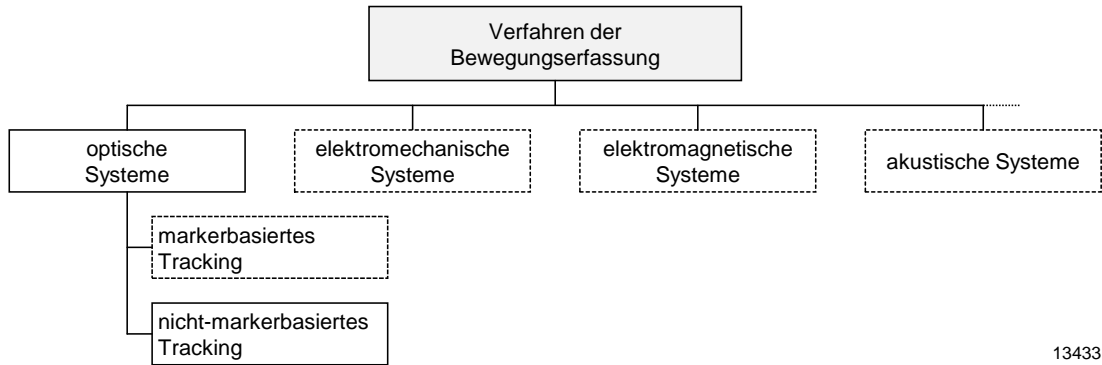 Verfahren der
Bewegungserfassung
optische
Systeme
elektromechanische
Systeme
elektromagnetische
Systeme
akustische Systeme
markerbasiertes
Tracking
nicht-markerbasiertes
Tracking
13433